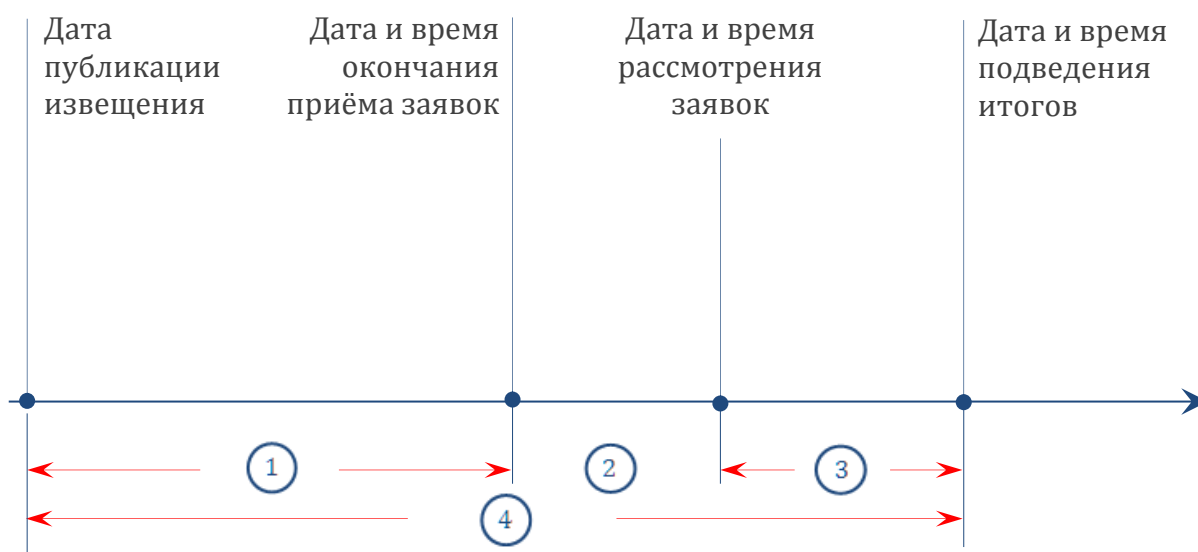 Дата
публикации
извещения
Дата и время
окончания
приёма заявок
Дата и время
рассмотрения
заявок
Дата и время
подведения
итогов
1
2
3
4